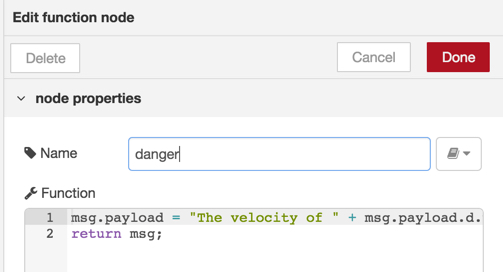 Edit function node
Delete
Cancel
Done
node properties
Name
danger
Function
1 msg.payload = "The velocity of " + msg.payload.d.
2 return msg;